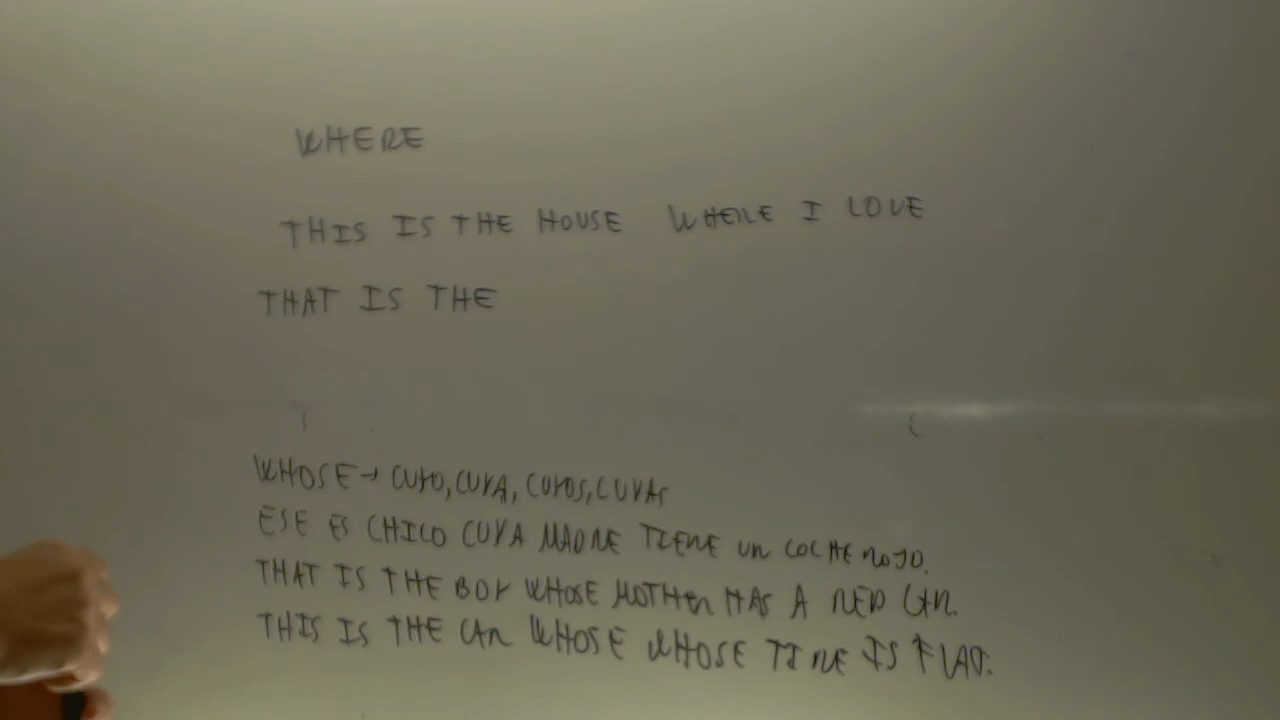 WHERE
THIS IS THE HOUSE WHERE I LOVE
THAT IS THE
WHOSE → CUYO, CUYA, CUYOS, CUYAS
ESE ES CHICO CUYA MADRE TIENE UN COCHE ROJO.
THAT IS THE BOY WHOSE MOTHER HAS A RED CAR.
THIS IS THE CAR WHOSE WHOSE TIRE IS FLAT.